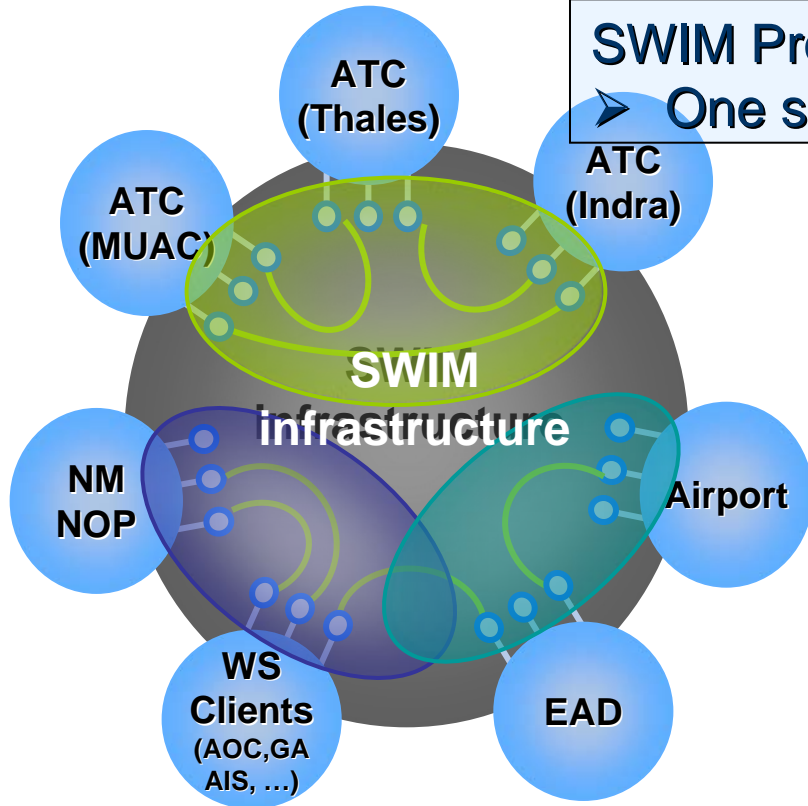 SWIM
One
ATC
(Thales)
ATC
(Indra)
ATC
(MUAC)
SWIM
infrastructure
NM
NOP
Airport
WS
Clients
(AOC,GA
AIS, ...)
EAD